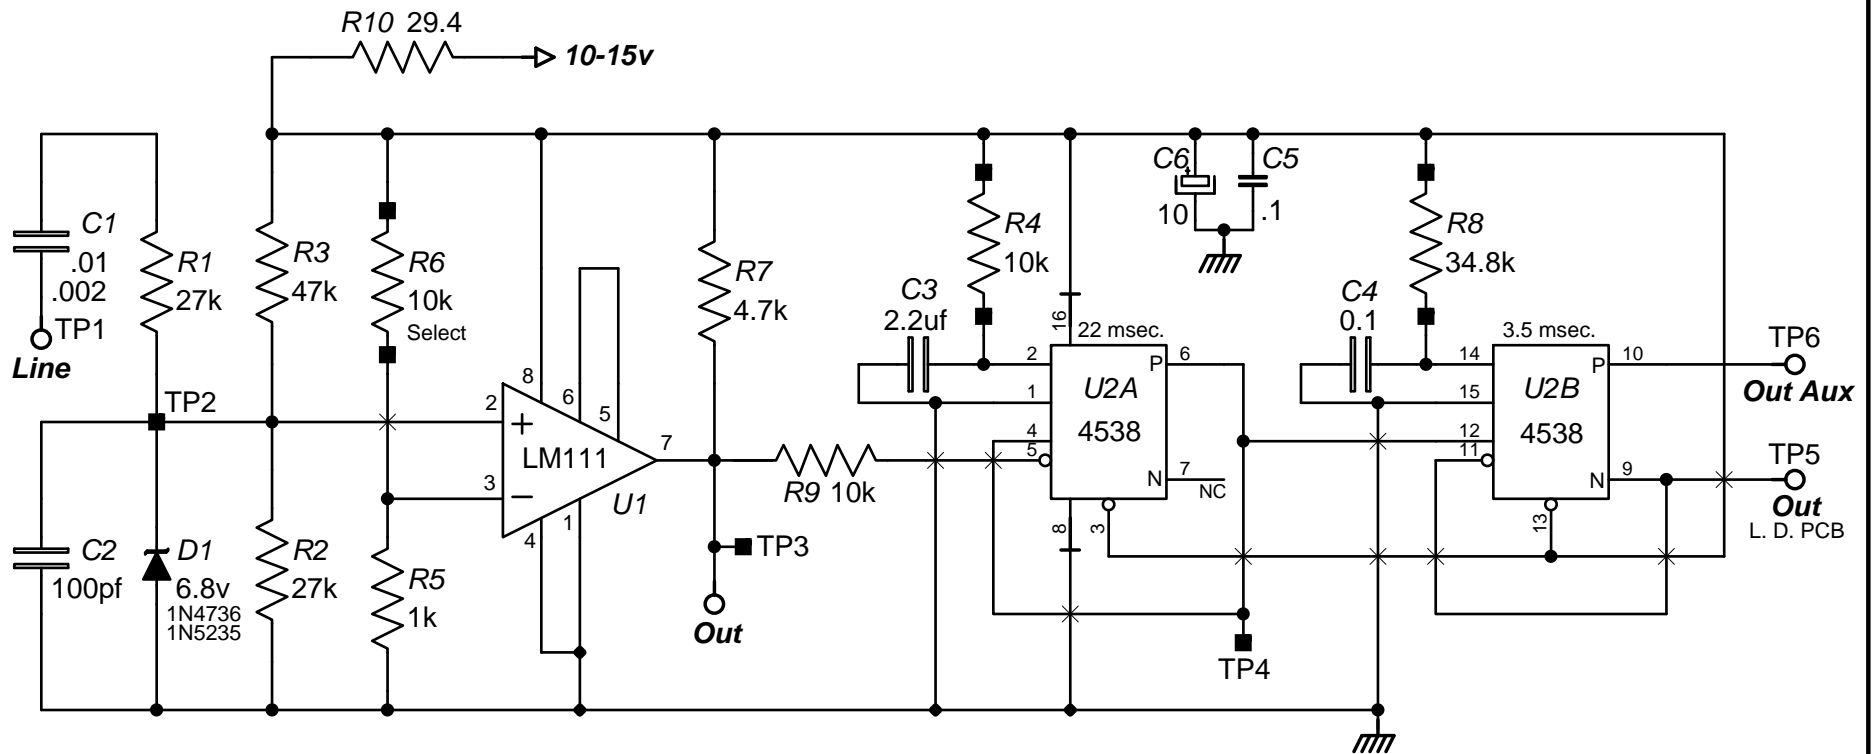 R10 29.4
10-15v
C1
.01
.002
TP1
Line
R1
27k
R3
47k
R6
10k
Select
TP2
C2
100pf
D1
6.8v
1N4736
1N5235
R2
27k
R5
1k
8
6
5
2
+
LM111
7
3
−
U1
1
4
R7
4.7k
R9 10k
TP3
Out
C3
2.2uf
R4
10k
C6
+
10
C5
.1
16
22 msec.
2
P
6
1
U2A
4538
4
5
N
7
NC
8
3
TP4
C4
0.1
R8
34.8k
3.5 msec.
14
P
10
15
U2B
4538
12
11
N
9
13
TP6
Out Aux
TP5
Out
L. D. PCB